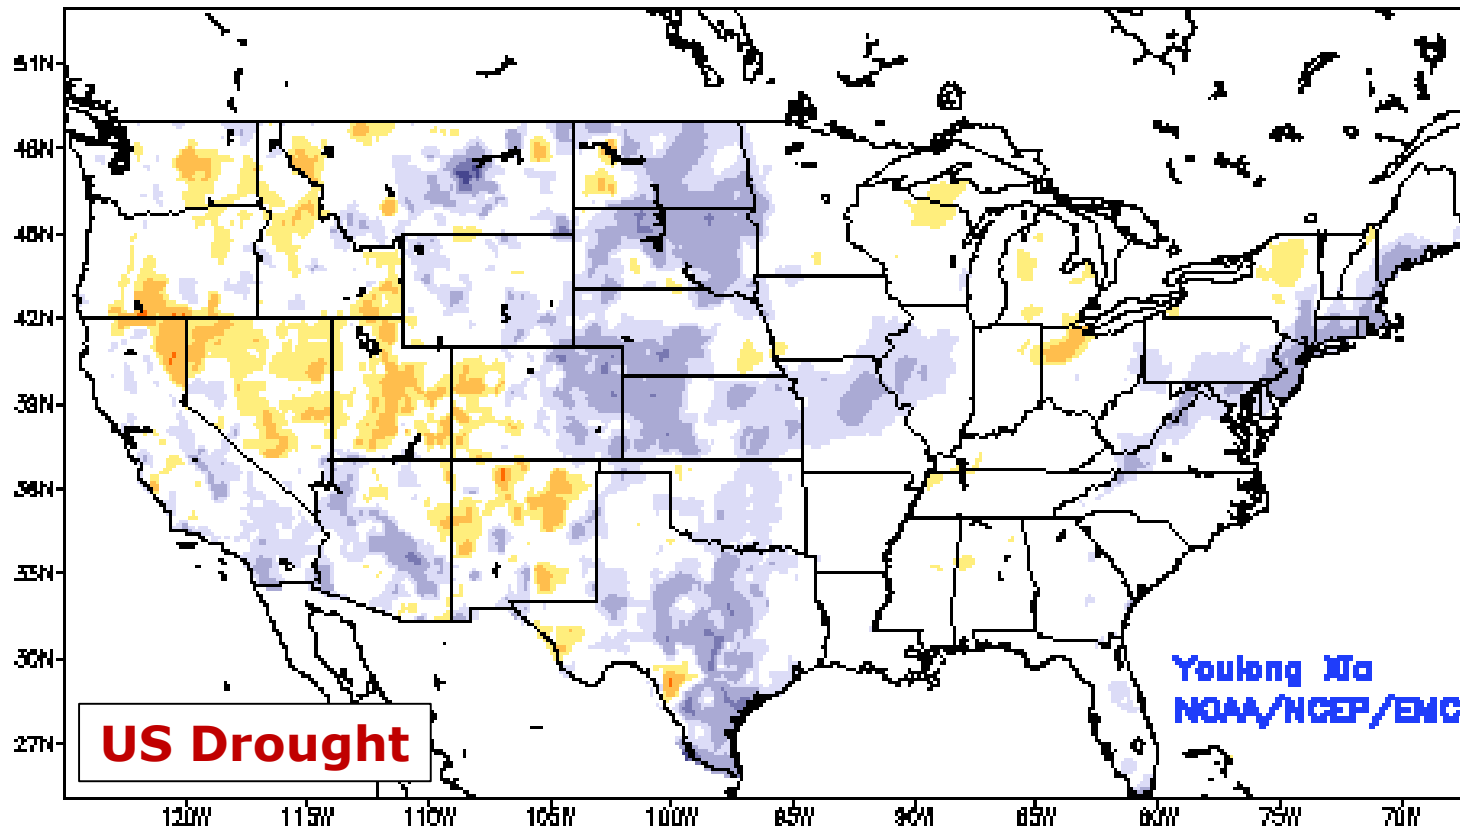 51N
48N
45N
42N
39N
36N
33N
30N
27N
Youlong Xia
NOAA/NCEP/EMC
US Drought
120W 115W 110W 105W 100W 95W 90W 85W 80W 75W 70W